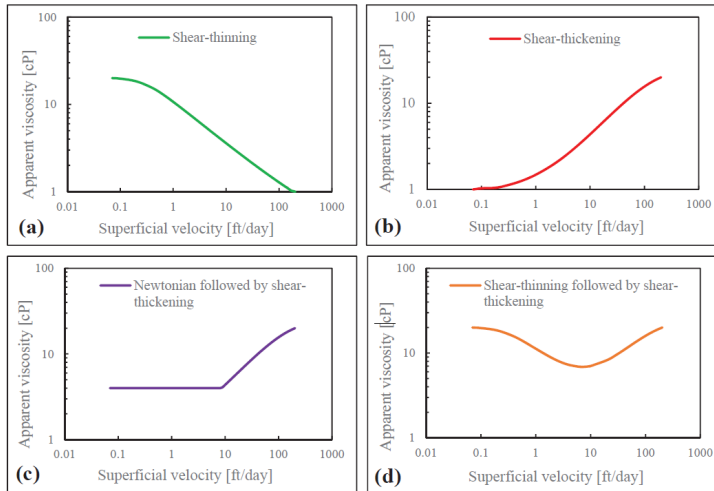 100
10
1
Apparent viscosity [cP]
Shear-thinning
0.01 0.1 1 10 100 1000
Superficial velocity [ft/day]
(a)
100
10
1
Apparent viscosity [cP]
Shear-thickening
0.01 0.1 1 10 100 1000
Superficial velocity [ft/day]
(b)
100
10
1
Apparent viscosity [cP]
Newtonian followed by shear-
thickening
0.01 0.1 1 10 100 1000
Superficial velocity [ft/day]
(c)
100
10
1
Apparent viscosity [cP]
Shear-thinning followed by shear-
thickening
0.01 0.1 1 10 100 1000
Superficial velocity [ft/day]
(d)